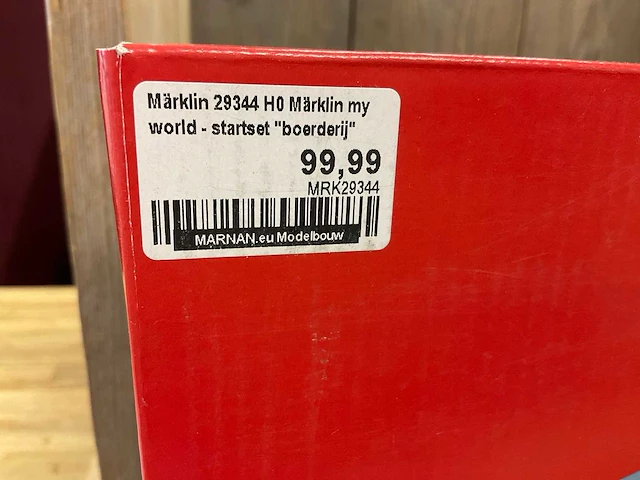 Märklin 29344 H0 Märklin my
world - startset "boerderij"
99,99
MRK29344
MARNAN.eu Modelbouw